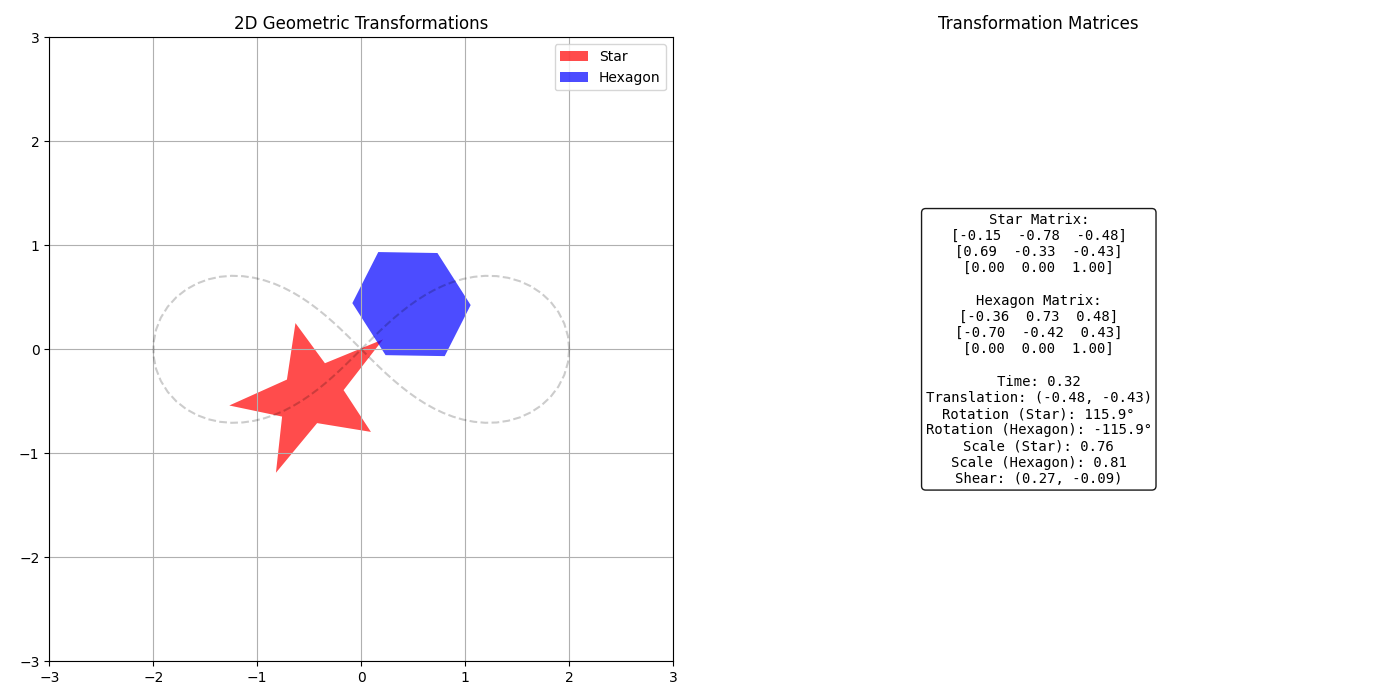 2D Geometric Transformations
3
2
1
0
−1
−2
−3
−3
−2
−1
0
1
2
3
Star
Hexagon
Transformation Matrices
Star Matrix:
[-0.15  -0.78  -0.48]
[0.69  -0.33  -0.43]
[0.00  0.00  1.00]
Hexagon Matrix:
[-0.36  0.73  0.48]
[-0.70  -0.42  0.43]
[0.00  0.00  1.00]
Time: 0.32
Translation: (-0.48, -0.43)
Rotation (Star): 115.9°
Rotation (Hexagon): -115.9°
Scale (Star): 0.76
Scale (Hexagon): 0.81
Shear: (0.27, -0.09)